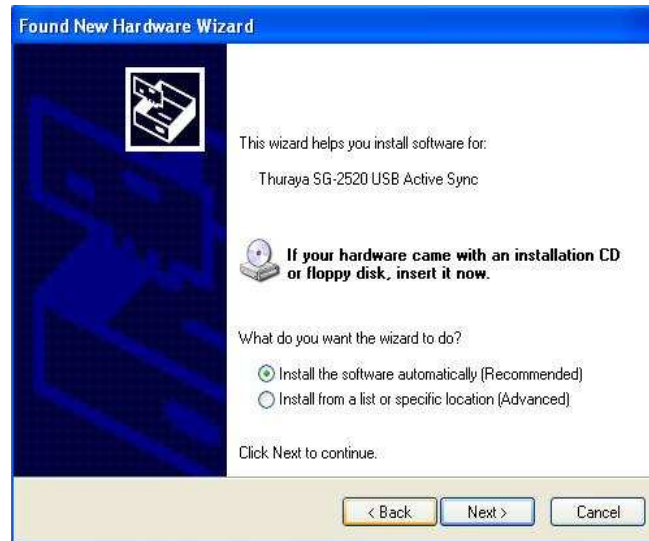 Found New Hardware Wizard
This wizard helps you install software for:
Thuraya SG-2520 USB Active Sync
If your hardware came with an installation CD
or floppy disk, insert it now.
What do you want the wizard to do?
Install the software automatically (Recommended)
Install from a list or specific location (Advanced)
Click Next to continue.
< Back Next > Cancel